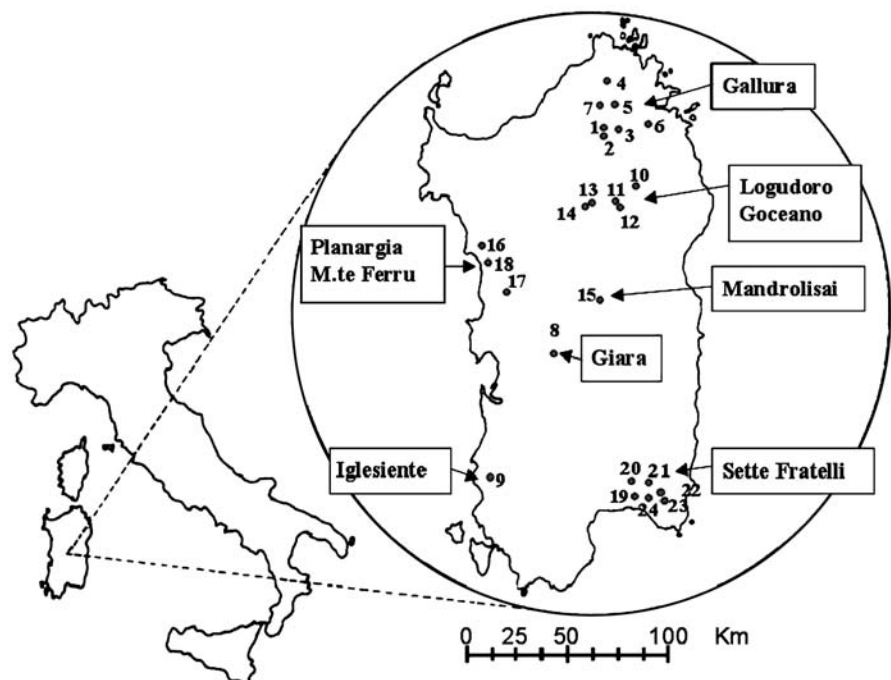 4
Gallura
7
5
1
3
6
2
10
13
11
Logudoro
Goceano
14
12
16
Planargia
M.te Ferru
18
17
15
Mandrolisai
8
Giara
20
21
Sette Fratelli
Iglesiente
9
22
19
24
23
0 25 50 100 Km